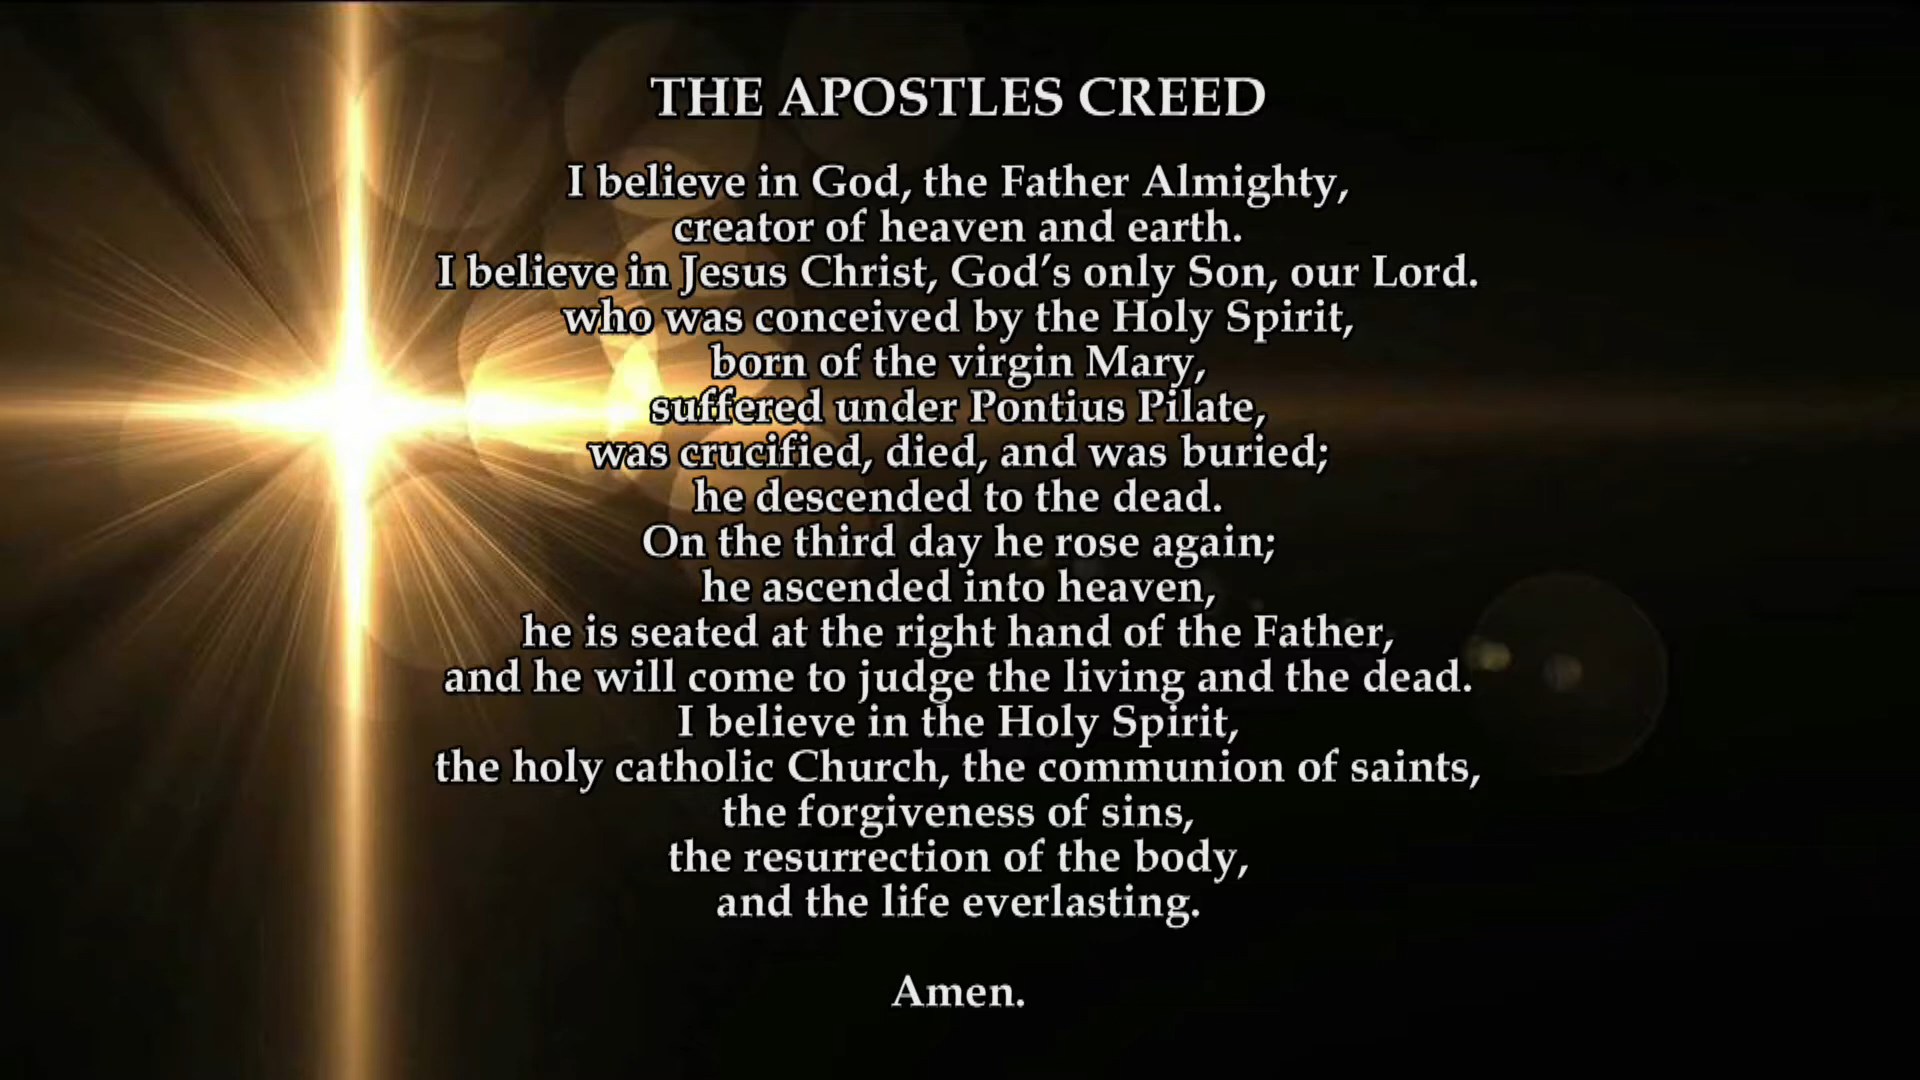 THE APOSTLES CREED
I believe in God, the Father Almighty,
creator of heaven and earth.
I believe in Jesus Christ, God’s only Son, our Lord.
who was conceived by the Holy Spirit,
born of the virgin Mary,
suffered under Pontius Pilate,
was crucified, died, and was buried;
he descended to the dead.
On the third day he rose again;
he ascended into heaven,
he is seated at the right hand of the Father,
and he will come to judge the living and the dead.
I believe in the Holy Spirit,
the holy catholic Church, the communion of saints,
the forgiveness of sins,
the resurrection of the body,
and the life everlasting.
Amen.